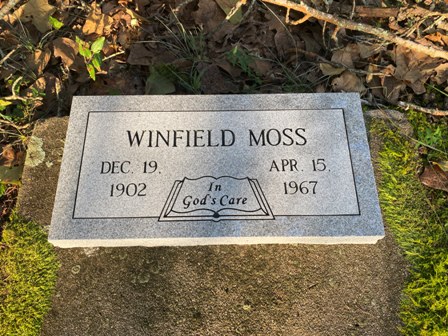 WINFIELD MOSS
DEC. 19,
1902
In
God's Care
APR. 15,
1967